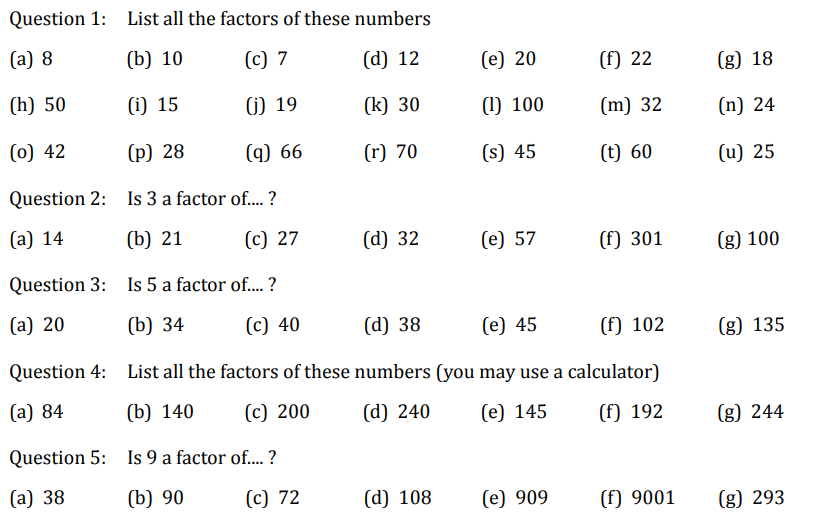 Question 1: List all the factors of these numbers
(a) 8 (b) 10 (c) 7 (d) 12 (e) 20 (f) 22 (g) 18
(h) 50 (i) 15 (j) 19 (k) 30 (l) 100 (m) 32 (n) 24
(o) 42 (p) 28 (q) 66 (r) 70 (s) 45 (t) 60 (u) 25
Question 2: Is 3 a factor of.... ?
(a) 14 (b) 21 (c) 27 (d) 32 (e) 57 (f) 301 (g) 100
Question 3: Is 5 a factor of.... ?
(a) 20 (b) 34 (c) 40 (d) 38 (e) 45 (f) 102 (g) 135
Question 4: List all the factors of these numbers (you may use a calculator)
(a) 84 (b) 140 (c) 200 (d) 240 (e) 145 (f) 192 (g) 244
Question 5: Is 9 a factor of.... ?
(a) 38 (b) 90 (c) 72 (d) 108 (e) 909 (f) 9001 (g) 293